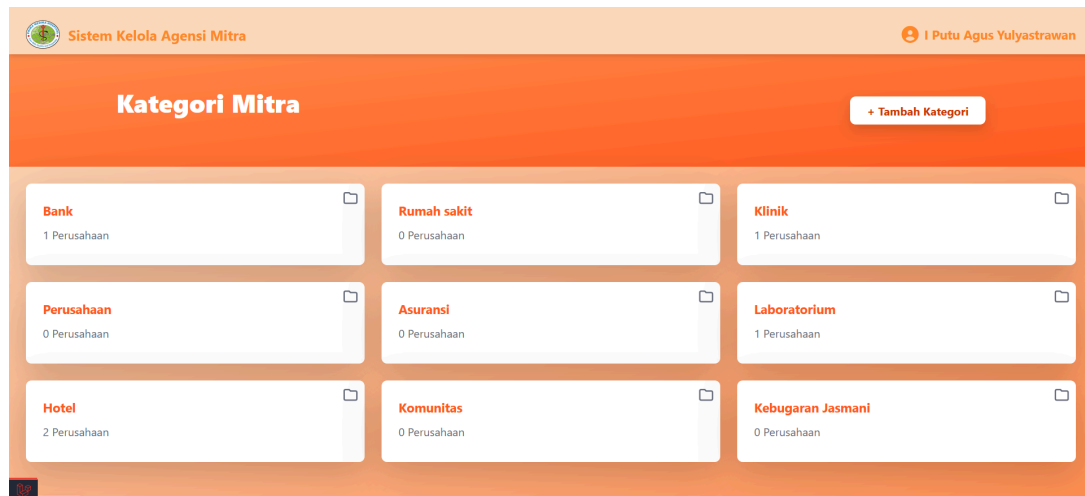 Sistem Kelola Agensi Mitra
I Putu Agus Yulyastrawan
Kategori Mitra
+ Tambah Kategori
Bank
1 Perusahaan
Rumah sakit
0 Perusahaan
Klinik
1 Perusahaan
Perusahaan
0 Perusahaan
Asuransi
0 Perusahaan
Laboratorium
1 Perusahaan
Hotel
2 Perusahaan
Komunitas
0 Perusahaan
Kebugaran Jasmani
0 Perusahaan